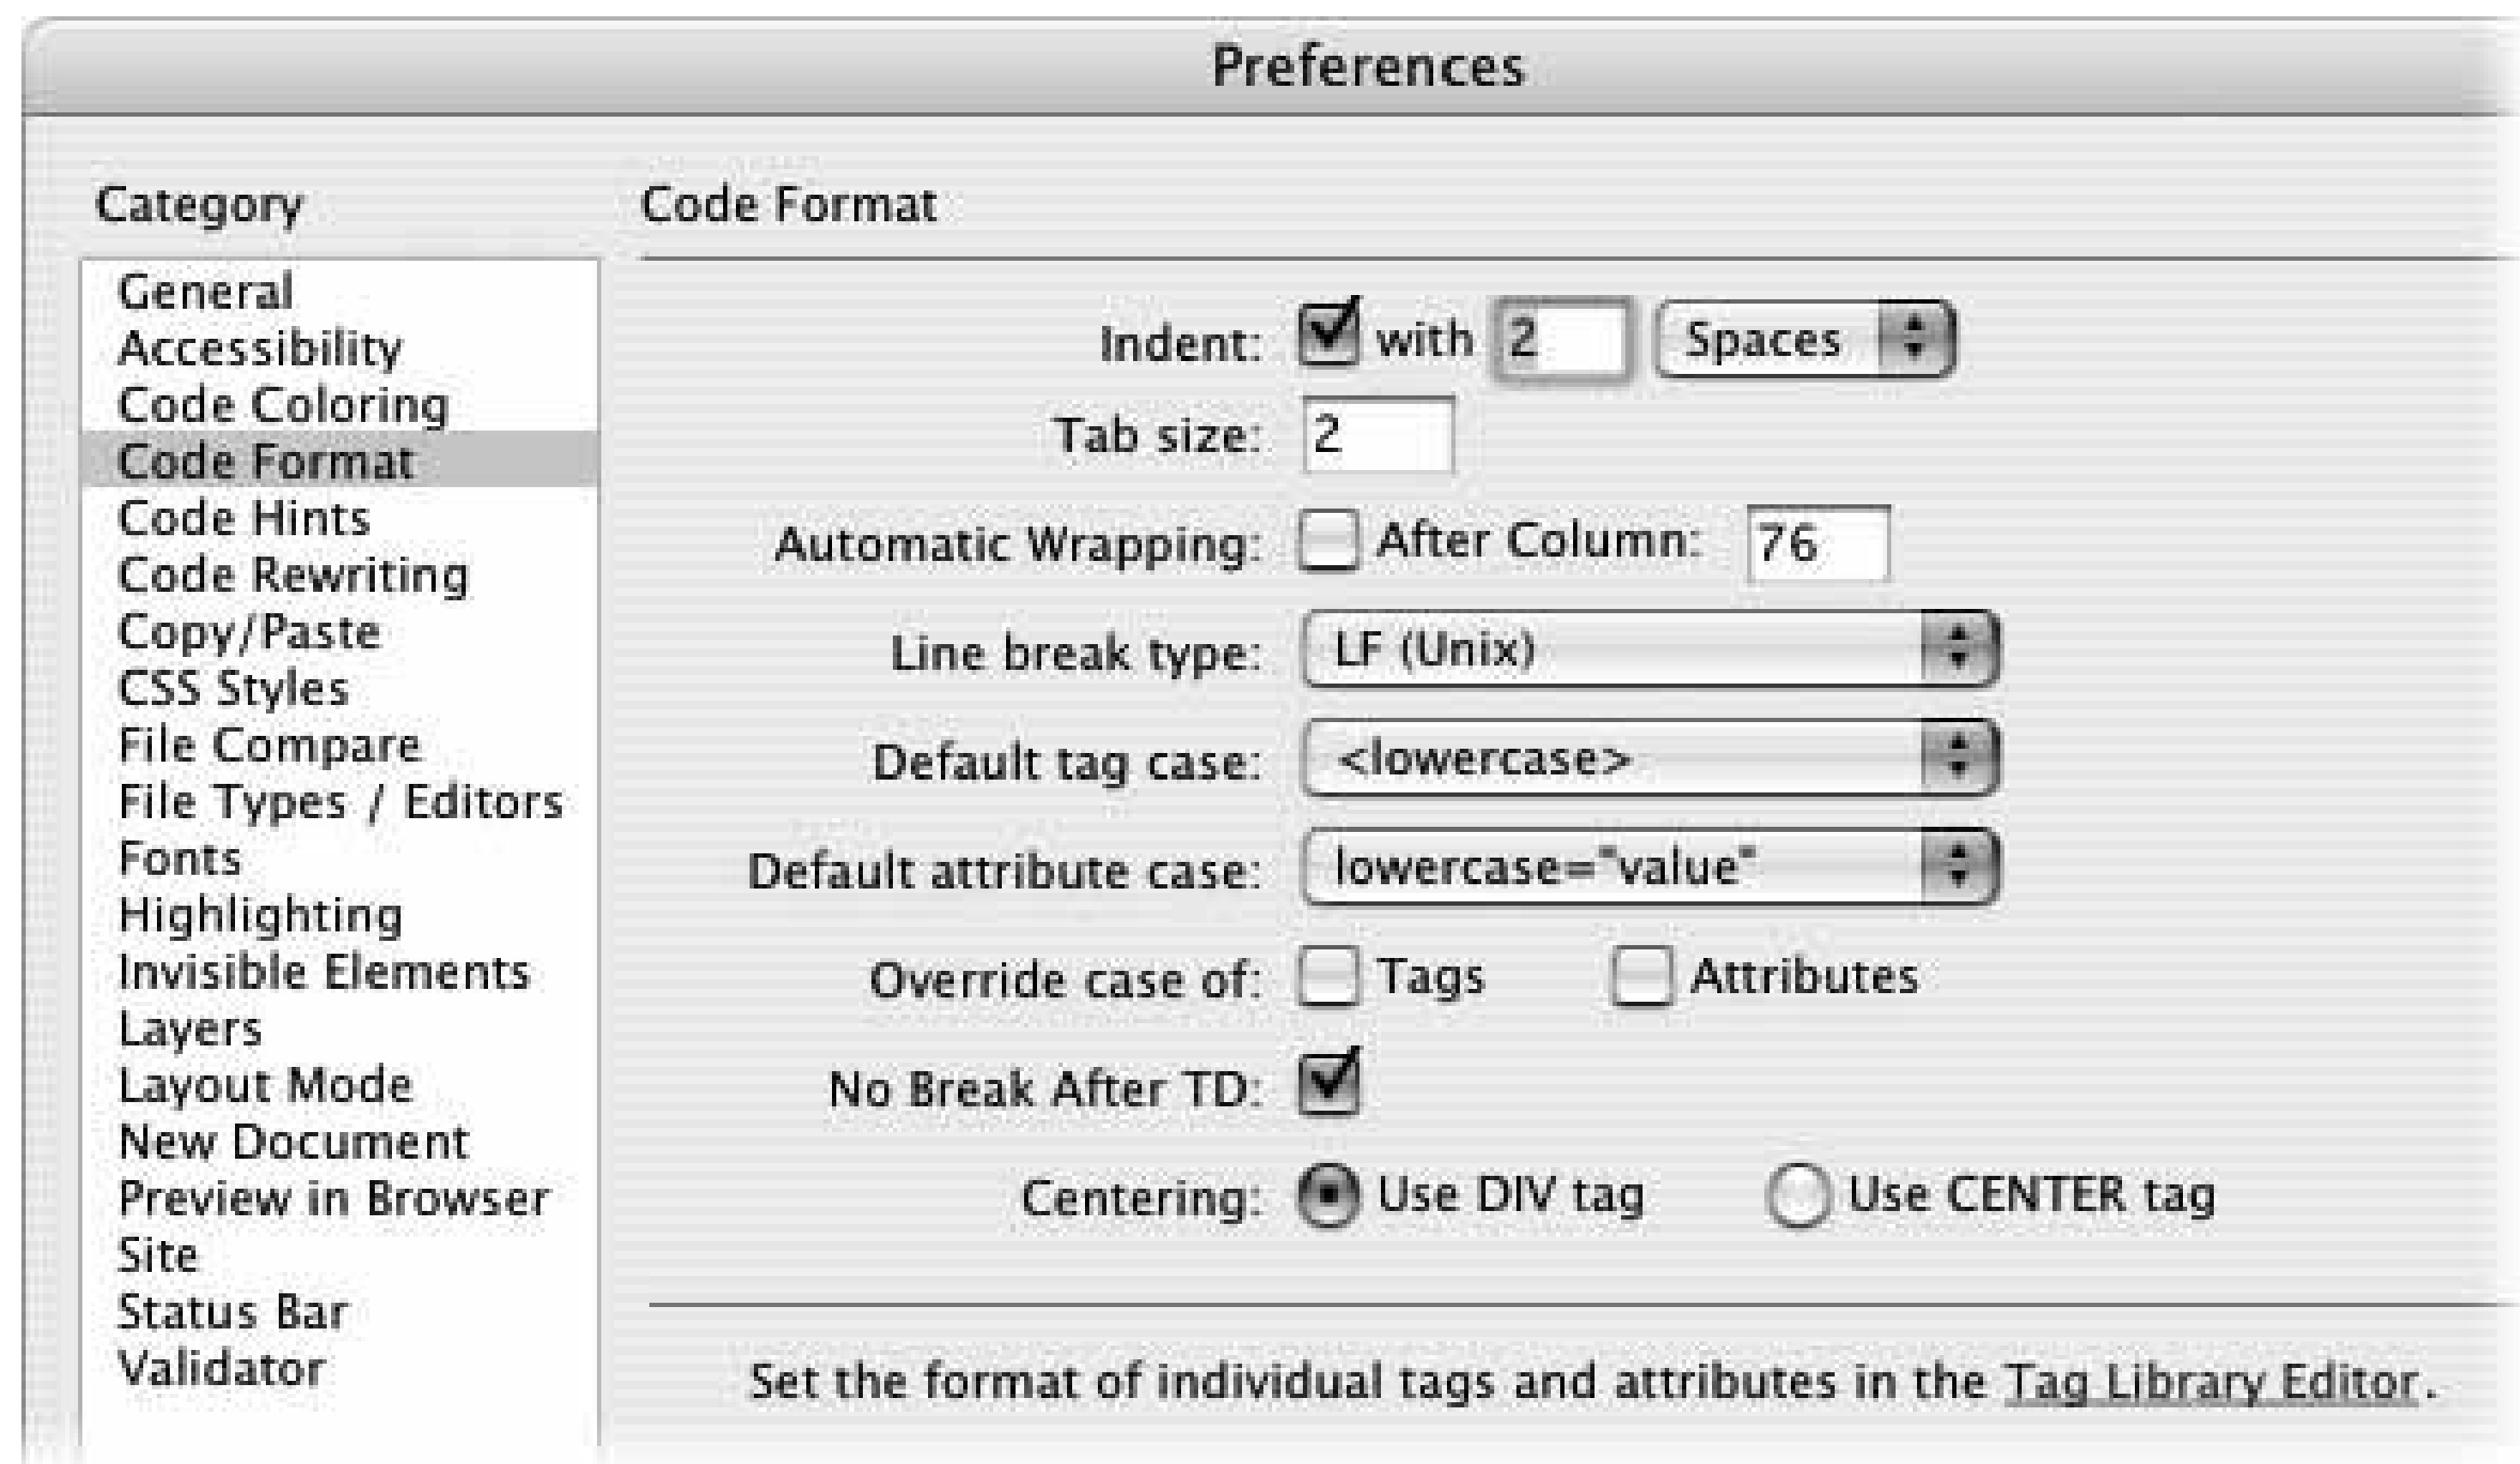 Preferences
Category
General
Accessibility
Code Coloring
Code Format
Code Hints
Code Rewriting
Copy/Paste
CSS Styles
File Compare
File Types / Editors
Fonts
Highlighting
Invisible Elements
Layers
Layout Mode
New Document
Preview in Browser
Site
Status Bar
Validator
Code Format
Indent: with 2 Spaces
Tab size: 2
Automatic Wrapping: After Column: 76
Line break type: LF (Unix)
Default tag case: <lowercase>
Default attribute case: lowercase="value"
Override case of: Tags Attributes
No Break After TD:
Centering: Use DIV tag Use CENTER tag
Set the format of individual tags and attributes in the Tag Library Editor.